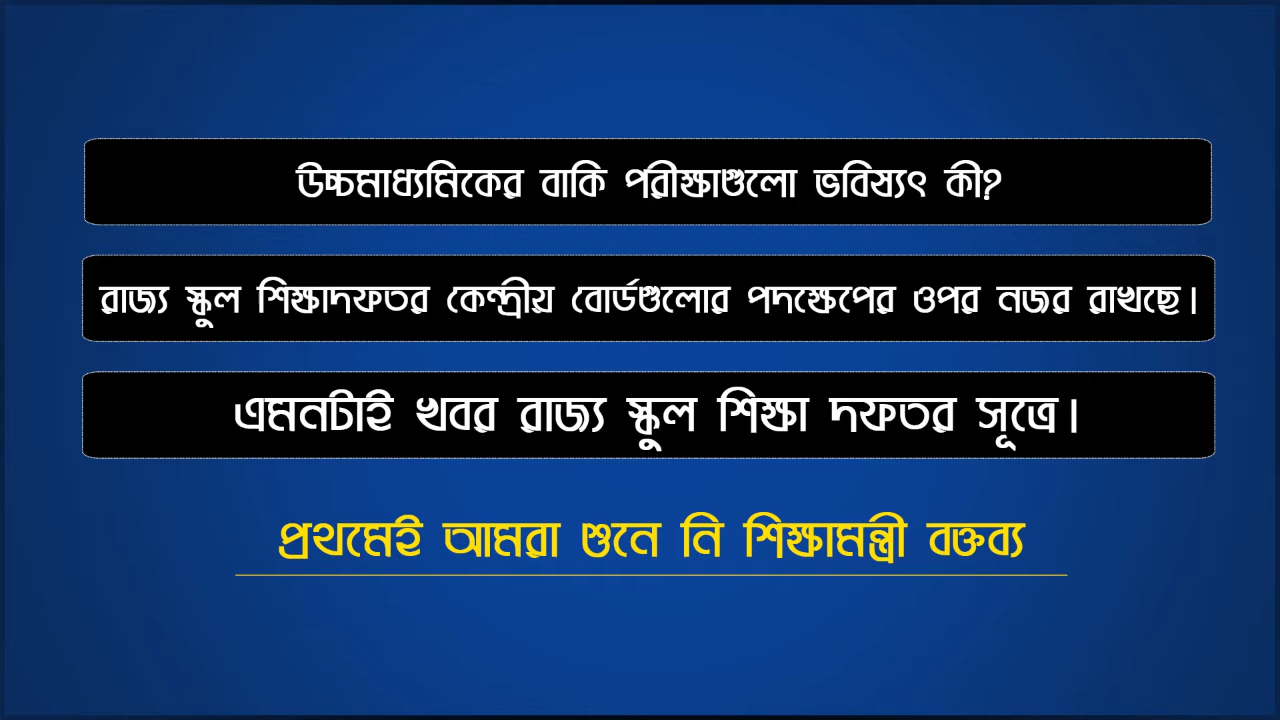 উচ্চমাধ্যমিকের বাকি পরীক্ষাগুলো ভবিষ্যৎ কী?
রাজ্য স্কুল শিক্ষাদফতর কেন্দ্রীয় বোর্ডগুলোর পদক্ষেপের ওপর নজর রাখছে।
এমনটাই খবর রাজ্য স্কুল শিক্ষা দফতর সূত্রে।
প্রথমেই আমরা শুনে নি শিক্ষামন্ত্রী বক্তব্য